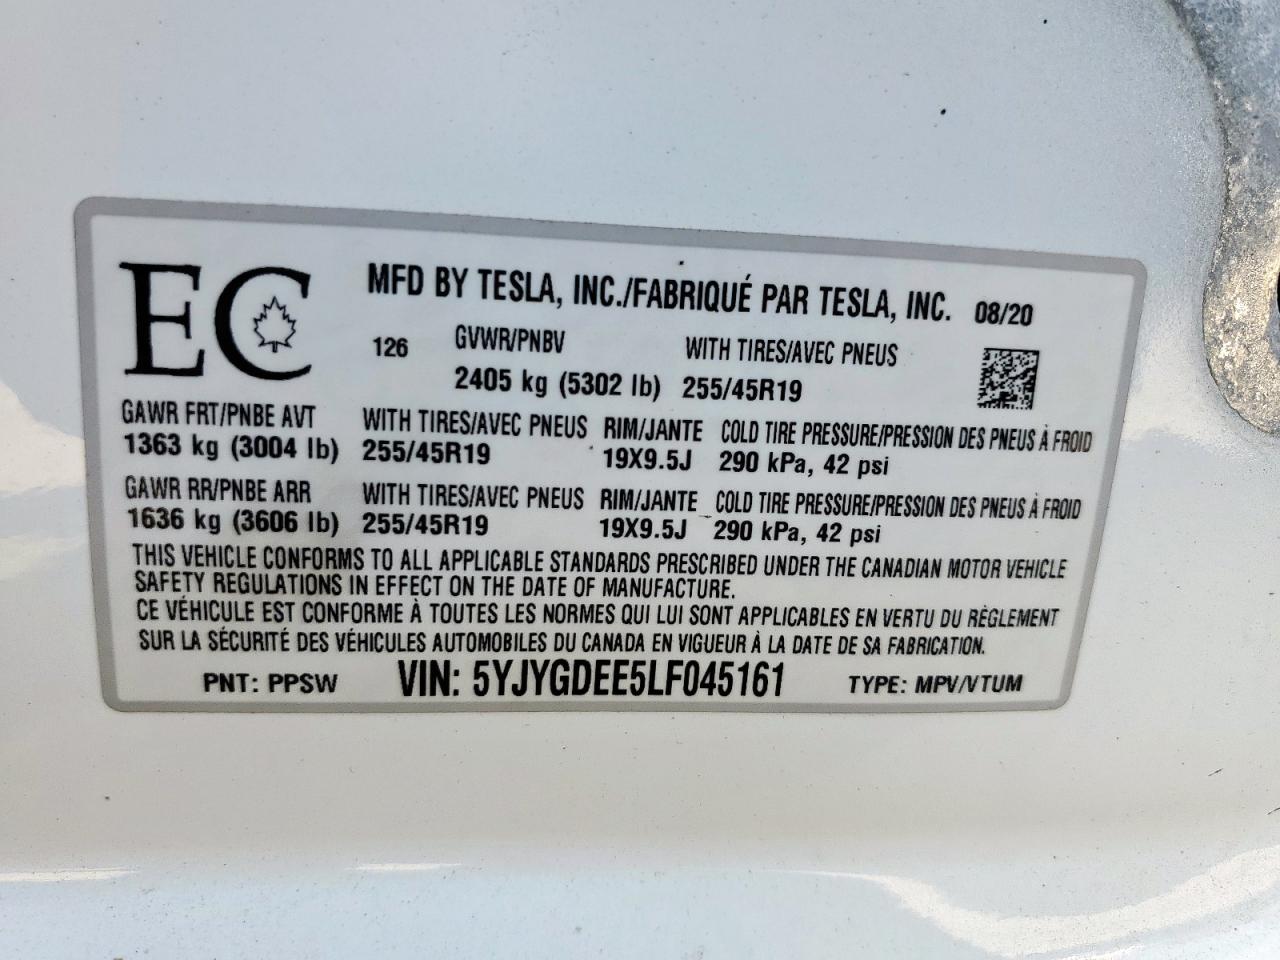 EC
MFD BY TESLA, INC./FABRIQUÉ PAR TESLA, INC. 08/20
126 GVWR/PNBV WITH TIRES/AVEC PNEUS
2405 kg (5302 lb) 255/45R19
GAWR FRT/PNBE AVT WITH TIRES/AVEC PNEUS RIM/JANTE COLD TIRE PRESSURE/PRESSION DES PNEUS À FROID
1363 kg (3004 lb) 255/45R19 19X9.5J 290 kPa, 42 psi
GAWR RR/PNBE ARR WITH TIRES/AVEC PNEUS RIM/JANTE COLD TIRE PRESSURE/PRESSION DES PNEUS À FROID
1636 kg (3606 lb) 255/45R19 19X9.5J 290 kPa, 42 psi
THIS VEHICLE CONFORMS TO ALL APPLICABLE STANDARDS PRESCRIBED UNDER THE CANADIAN MOTOR VEHICLE
SAFETY REGULATIONS IN EFFECT ON THE DATE OF MANUFACTURE.
CE VÉHICULE EST CONFORME À TOUTES LES NORMES QUI LUI SONT APPLICABLES EN VERTU DU RÈGLEMENT
SUR LA SÉCURITÉ DES VÉHICULES AUTOMOBILES DU CANADA EN VIGUEUR À LA DATE DE SA FABRICATION.
PNT: PPSW VIN: 5YJYGDEE5LF045161 TYPE: MPV/VTUM